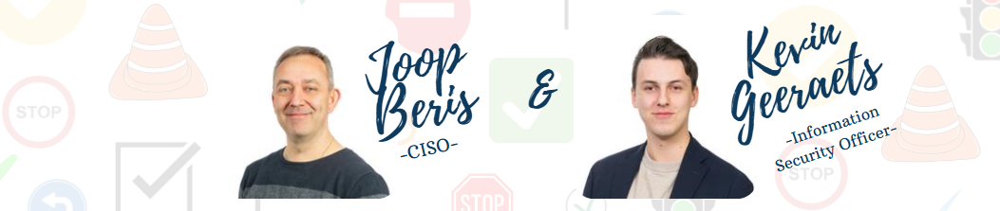 Joop
Beris
-CISO-
&
Kevin
Geeraets
-Information
Security Officer-
STOP
STOP
STOP